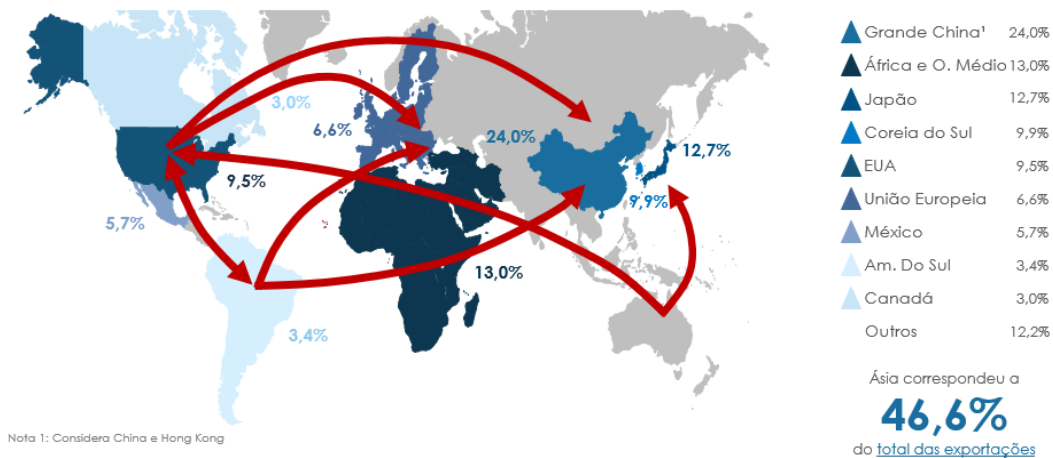 3,0%
6,6%
24,0%
12,7%
9,5%
9,9%
5,7%
13,0%
3,4%
Nota 1: Considera China e Hong Kong
Grande China¹ 24,0%
África e O. Médio 13,0%
Japão 12,7%
Coreia do Sul 9,9%
EUA 9,5%
União Europeia 6,6%
México 5,7%
Am. Do Sul 3,4%
Canadá 3,0%
Outros 12,2%
Ásia correspondeu a
46,6%
do total das exportações